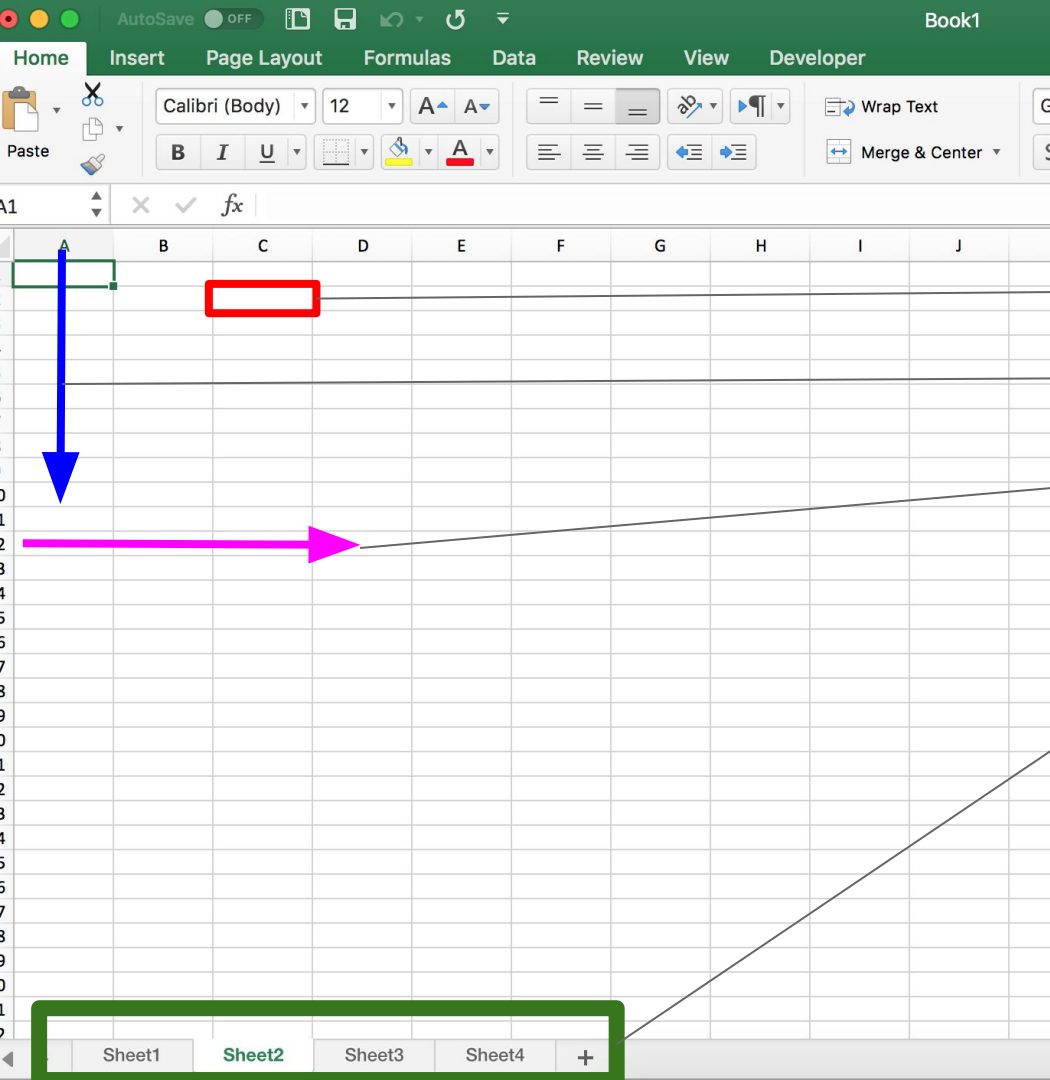 AutoSave OFF Book1
Home Insert Page Layout Formulas Data Review View Developer
Calibri (Body) 12 A A Wrap Text
Paste B I U A Merge & Center
A1 fx
A B C D E F G H I J
Sheet1 Sheet2 Sheet3 Sheet4 +